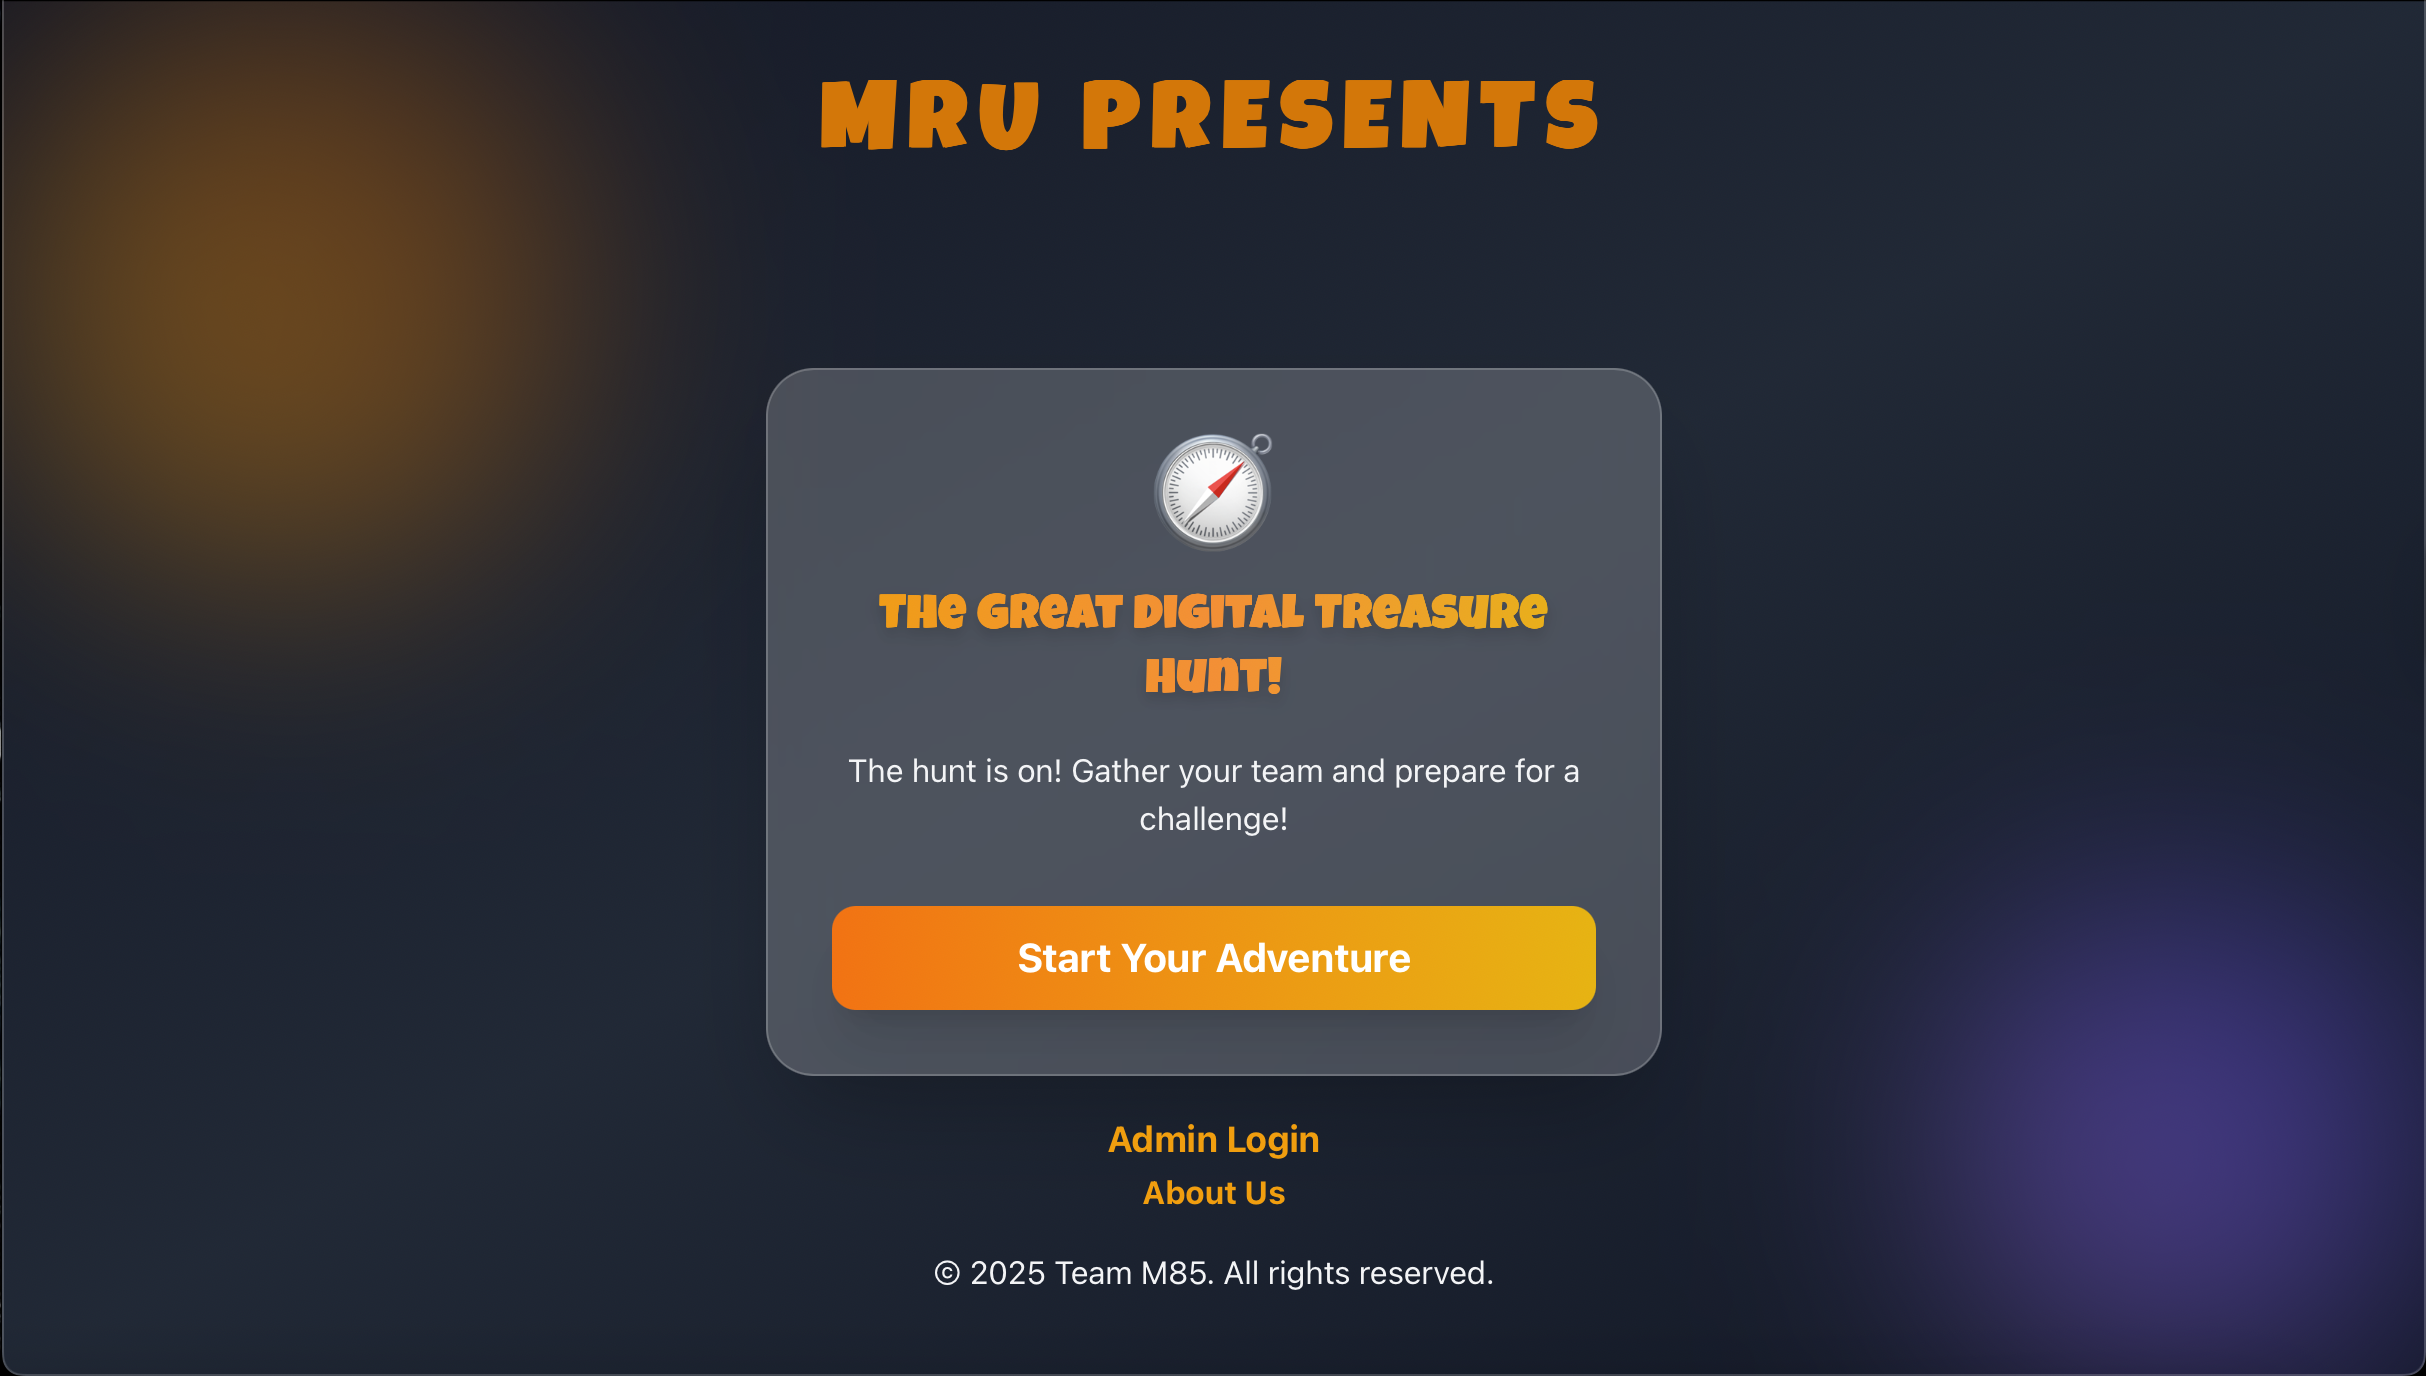 MRU PRESENTS
The Great Digital Treasure
Hunt!
The hunt is on! Gather your team and prepare for a
challenge!
Start Your Adventure
Admin Login
About Us
© 2025 Team M85. All rights reserved.